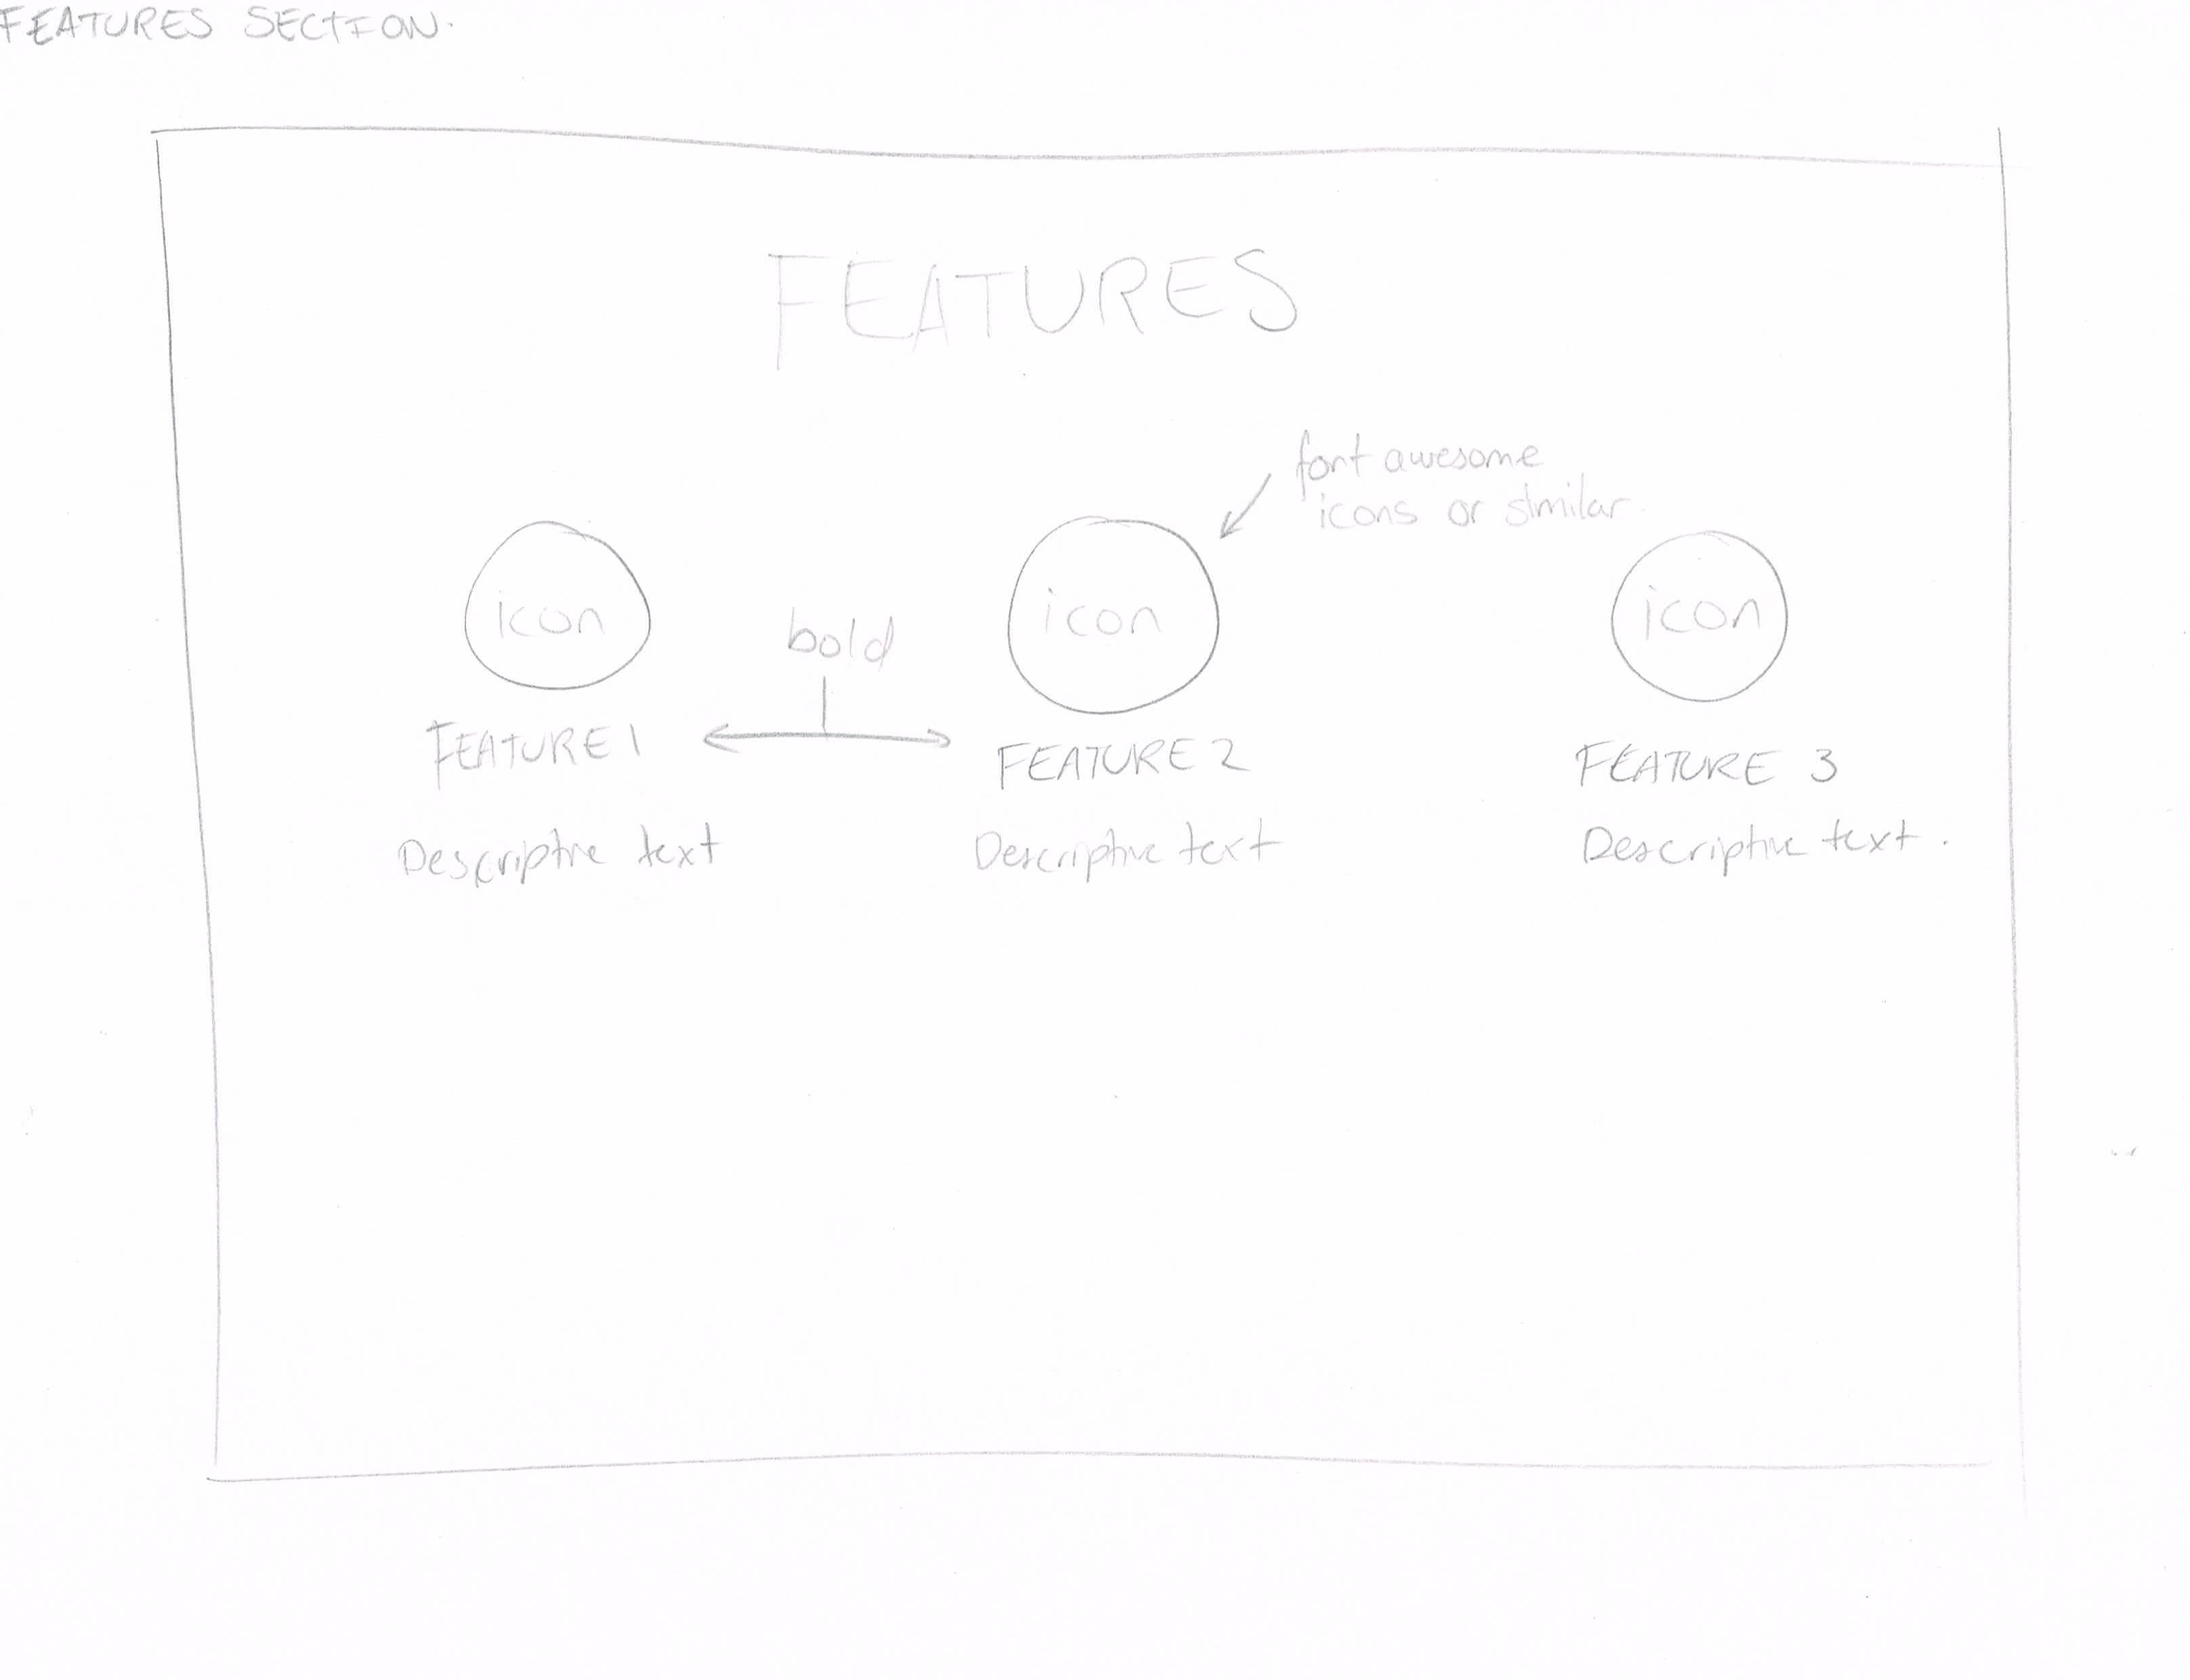 FEATURES SECTION.
FEATURES
font awesome
icons or similar.
icon
bold
icon
icon
FEATURE 1
FEATURE 2
FEATURE 3
Descriptive text
Descriptive text
Descriptive text.